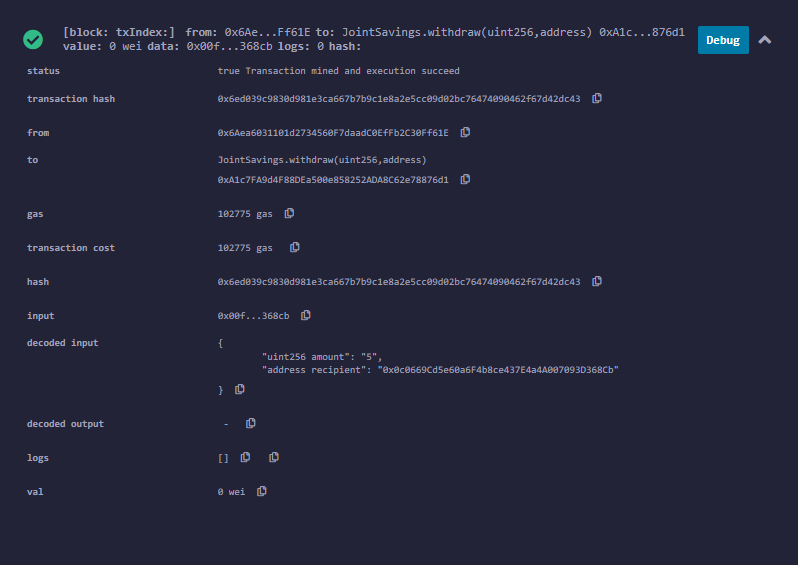 [block: txIndex:] from: 0x6Ae...Ff61E to: JointSavings.withdraw(uint256,address) 0xA1c...876d1
value: 0 wei data: 0x00f...368cb logs: 0 hash:
Debug
status true Transaction mined and execution succeed
transaction hash 0x6ed039c9830d981e3ca667b7b9c1e8a2e5cc09d02bc76474090462f67d42dc43
from 0x6Aea6031101d2734560F7daadC0EfFb2C30Ff61E
to JointSavings.withdraw(uint256,address)
0xA1c7FA9d4F88DEa500e858252ADA8C62e78876d1
gas 102775 gas
transaction cost 102775 gas
hash 0x6ed039c9830d981e3ca667b7b9c1e8a2e5cc09d02bc76474090462f67d42dc43
input 0x00f...368cb
decoded input {
"uint256 amount": "5",
"address recipient": "0x0c0669Cd5e60a6F4b8ce437E4a4A007093D368Cb"
}
decoded output -
logs []
val 0 wei